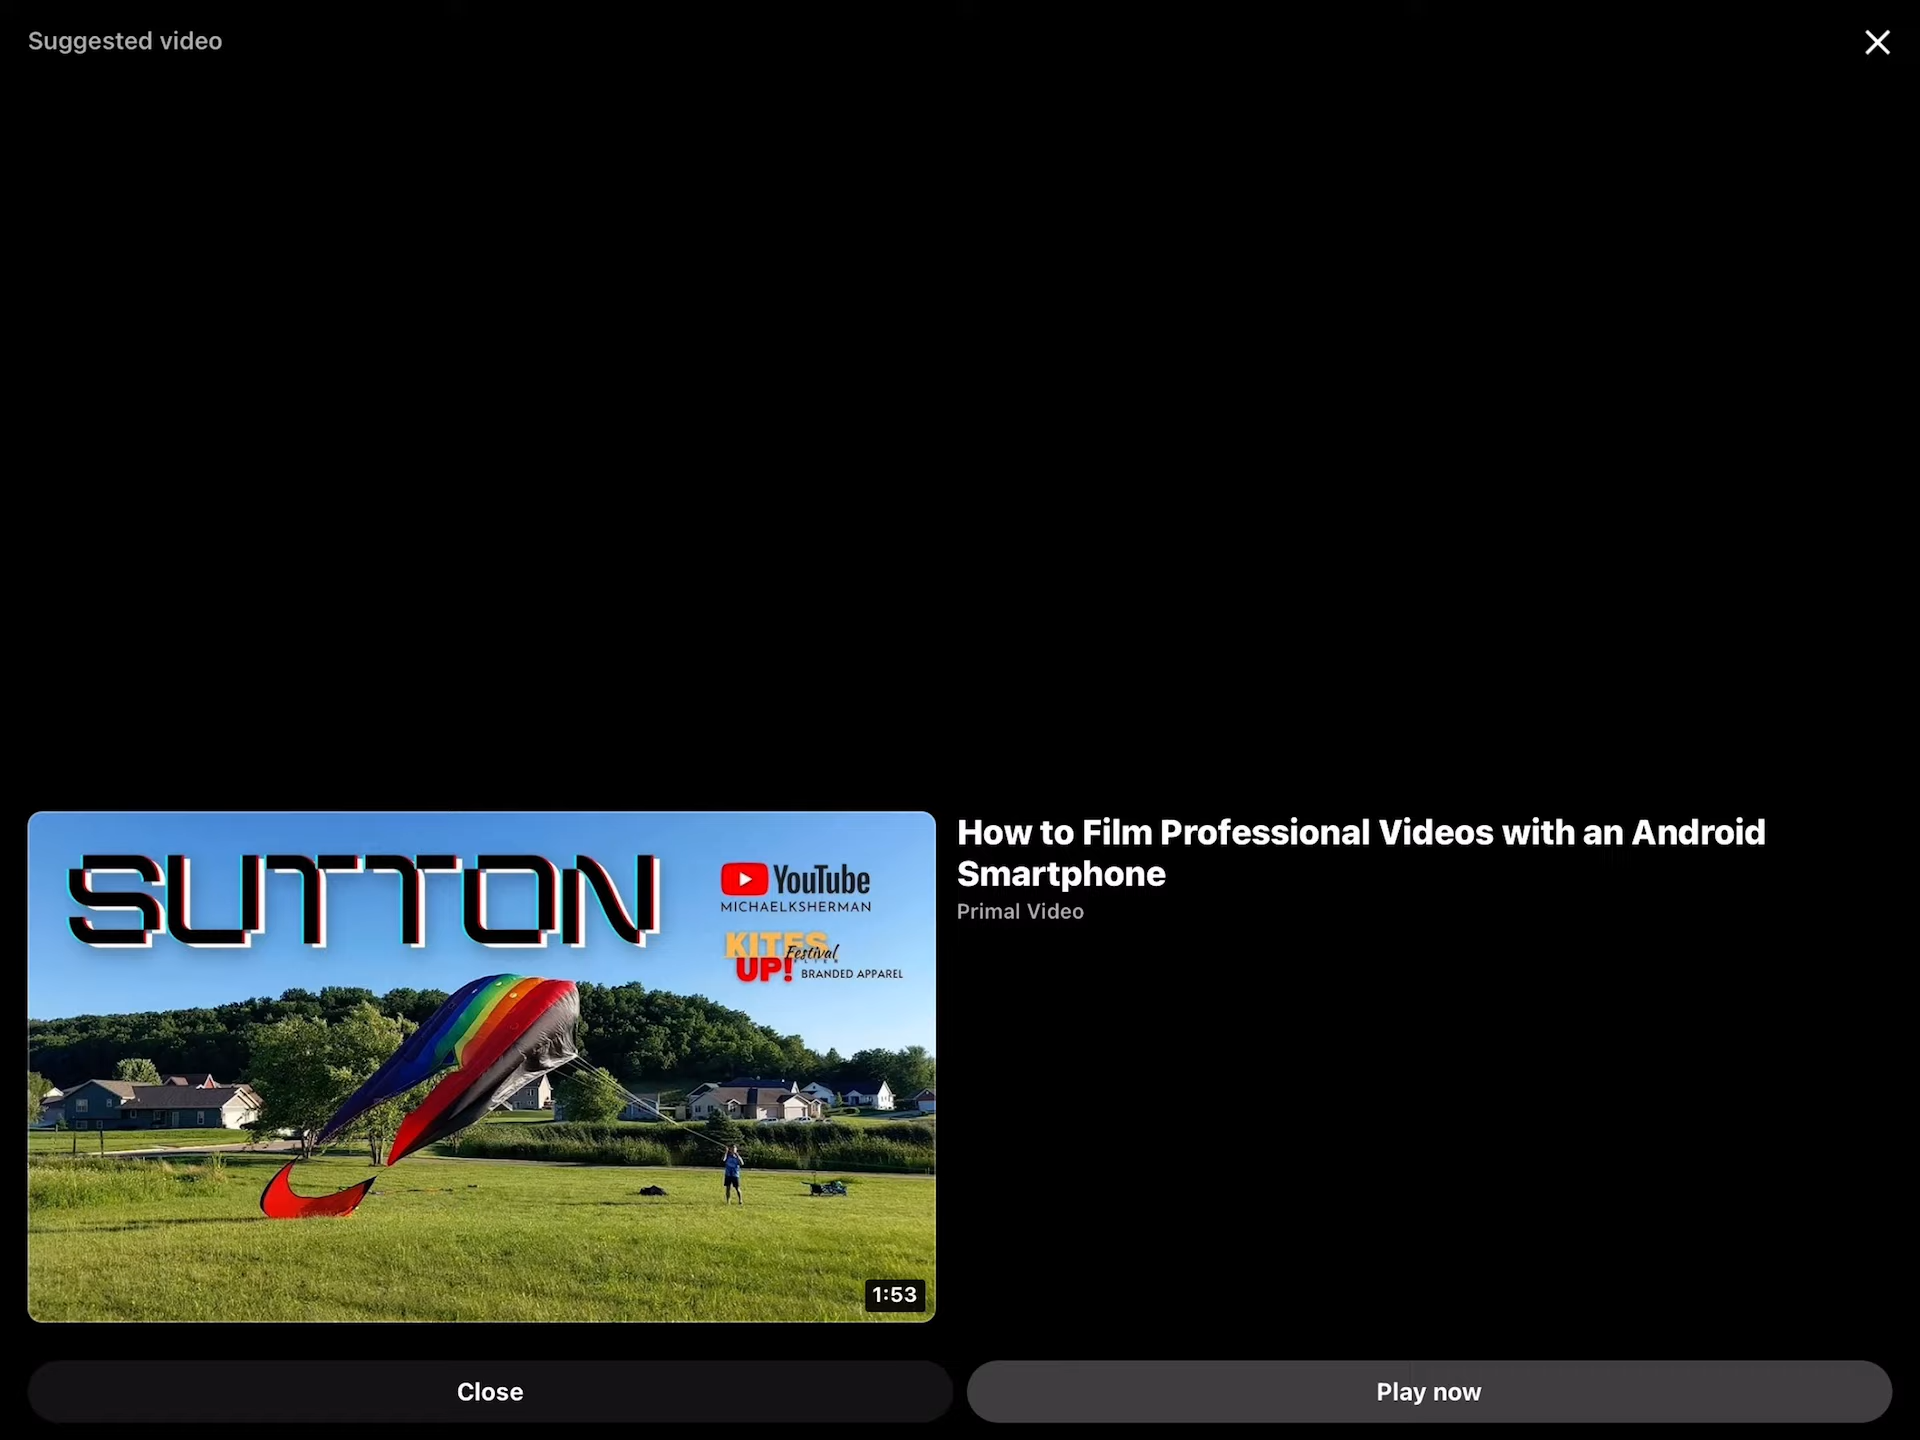 Suggested video
SUTTON
YouTube
MICHAELKSHERMAN
KITES
UP!
Festival
BRANDED APPAREL
1:53
How to Film Professional Videos with an Android
Smartphone
Primal Video
Close
Play now